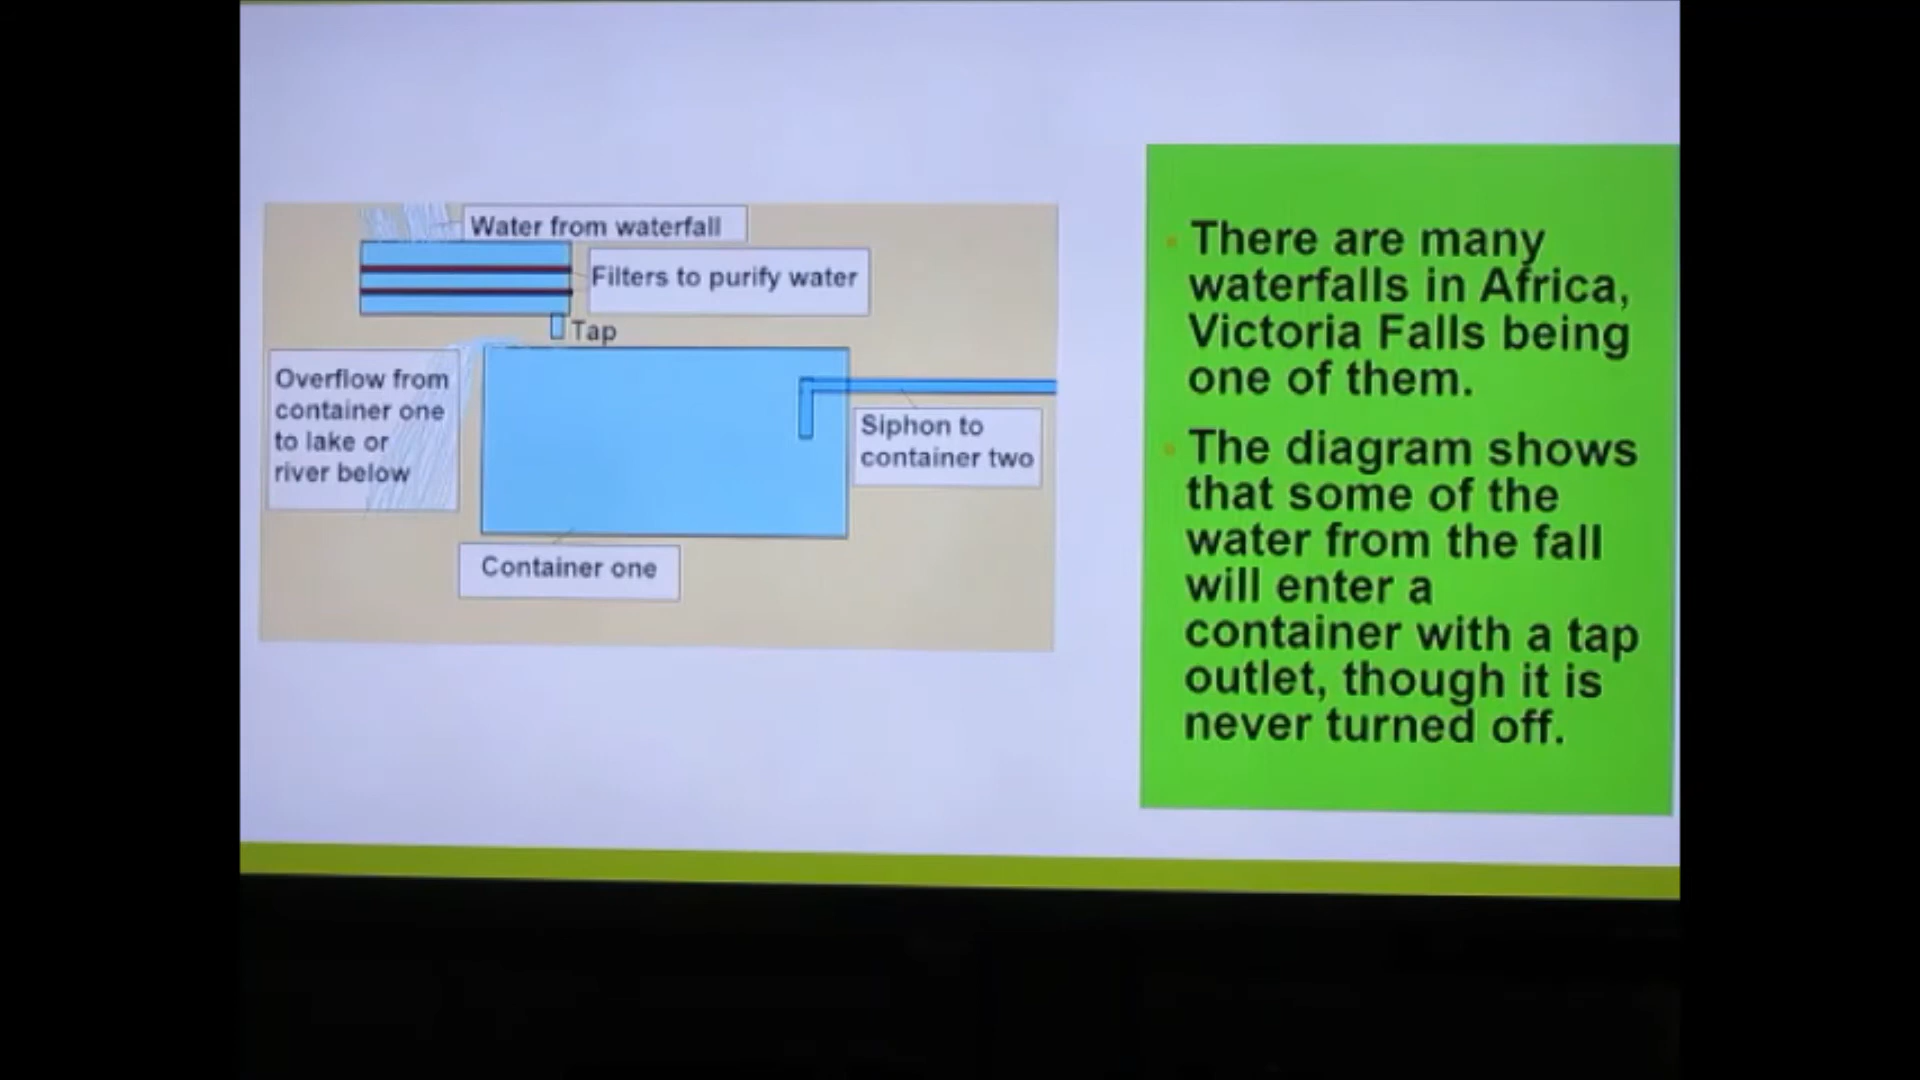 Water from waterfall
Filters to purify water
Tap
Overflow from
container one
to lake or
river below
Siphon to
container two
Container one
There are many
waterfalls in Africa,
Victoria Falls being
one of them.
The diagram shows
that some of the
water from the fall
will enter a
container with a tap
outlet, though it is
never turned off.